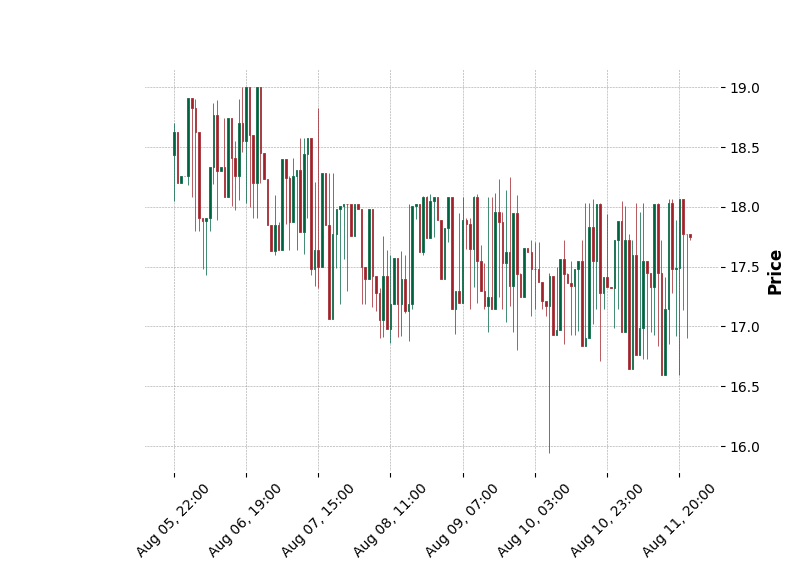 19.0
18.5
18.0
17.5
17.0
16.5
16.0
Price
Aug 05, 22:00
Aug 06, 19:00
Aug 07, 15:00
Aug 08, 11:00
Aug 09, 07:00
Aug 10, 03:00
Aug 10, 23:00
Aug 11, 20:00